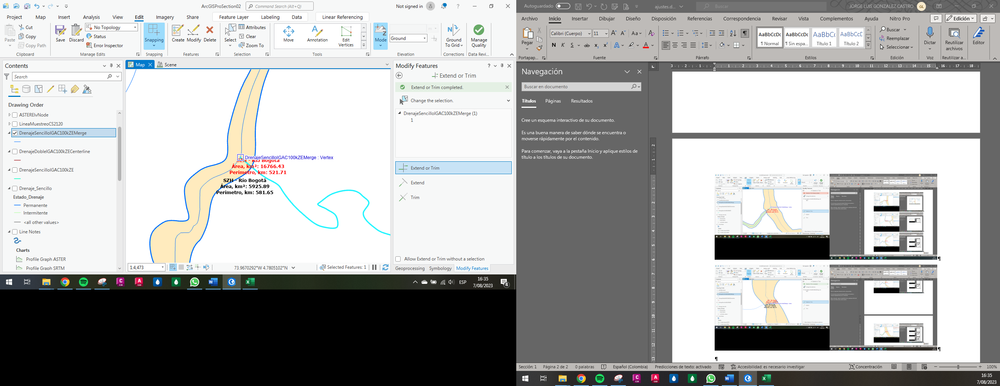 ArcGISProSection02
Command Search (Alt+Q)
Not signed in
Project
Map
Insert
Analysis
View
Edit
Imagery
Share
Feature Layer
Labeling
Data
Linear Referencing
Paste
Cut
Copy
Copy Path
Clipboard
Save
Discard
No Topology
Status
Error Inspector
Manage Edits
Snapping
Snapping
Create
Modify
Delete
Features
Select
Attributes
Clear
Zoom To
Selection
Move
Annotation
Edit
Vertices
Tools
Mode
Ground
m
Elevation
Ground
To Grid
Corrections
Manage
Quality
Data Revi...
Contents
Search
Drawing Order
ASTERElvNode
LineaMuestreoCS2120
DrenajeSencilloIGAC100kZEMerge
DrenajeDobleIGAC100kZECenterline
DrenajeSencilloIGAC100kZE
Drenaje_Sencillo
Estado_Drenaje
Permanente
Intermitente
<all other values>
Line Notes
Charts
Profile Graph ASTER
Profile Graph SRTM
Map
Scene
DrenajeSencilloIGAC100kZEMerge : Vertex
SZH - Río Bogotá
Área, km²: 16766.43
Perímetro, km: 521.71
SZH - Río Bogotá
Área, km²: 5925.89
Perímetro, km: 581.65
1:4,473
73.9670292°W 4.7805102°N
Selected Features: 1
Modify Features
Extend or Trim
Extend or Trim completed.
Change the selection.
DrenajeSencilloIGAC100kZEMerge (1)
1
Extend or Trim
Extend
Trim
Allow Extend or Trim without a selection
Geoprocessing
Symbology
Modify Features
ESP
16:35
7/08/2023
4
Autoguardado
ajustes.d...
Buscar
JORGE LUIS GONZALEZ CASTRO
GL
Archivo
Inicio
Insertar
Dibujar
Diseño
Disposición
Referencias
Correspondencia
Revisar
Vista
Complementos
Ayuda
Nitro Pro
Edición
Pegar
Portapap...
Calibri (Cuerpo)
11
Fuente
Párrafo
AaBbCcDc
¶ Normal
AaBbCcDc
¶ Sin espa...
AaBbCc
Título 1
AaBbCcD
Título 2
Estilos
Buscar
Reemplazar
Seleccionar
Edición
Dictar
Voz
Reutilizar
archivos
Reutilizar a...
Editor
Navegación
Buscar en documento
Títulos
Páginas
Resultados
Cree un esquema interactivo de su documento.
Es una buena manera de saber dónde se encuentra o
moverse rápidamente por el contenido.
Para comenzar, vaya a la pestaña Inicio y aplique estilos de
título a los títulos de su documento.
Sección: 1
Página 2 de 2
0 palabras
Español (Colombia)
Predicciones de texto: activado
Accesibilidad: es necesario investigar
Concentración
100%
16:35
7/08/2023